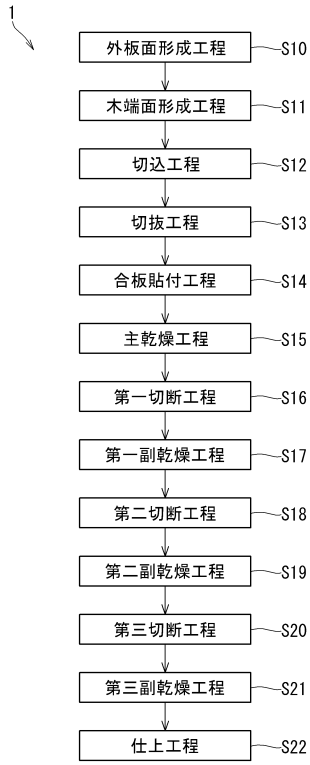 1
外板面形成工程 S10
木端面形成工程 S11
切込工程 S12
切抜工程 S13
合板貼付工程 S14
主乾燥工程 S15
第一切断工程 S16
第一副乾燥工程 S17
第二切断工程 S18
第二副乾燥工程 S19
第三切断工程 S20
第三副乾燥工程 S21
仕上工程 S22